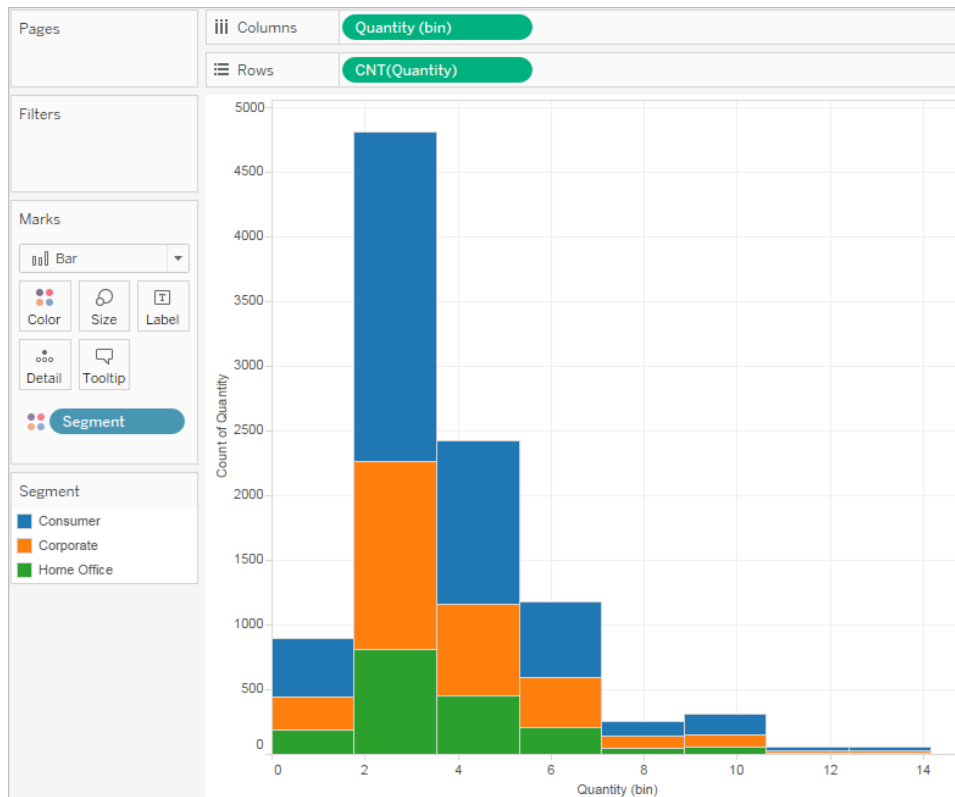 Pages
Columns
Quantity (bin)
Rows
CNT(Quantity)
Filters
Marks
Bar
Color
Size
T
Label
Detail
Tooltip
Segment
Segment
Consumer
Corporate
Home Office
5000
4500
4000
3500
3000
2500
2000
1500
1000
500
0
Count of Quantity
0 2 4 6 8 10 12 14
Quantity (bin)